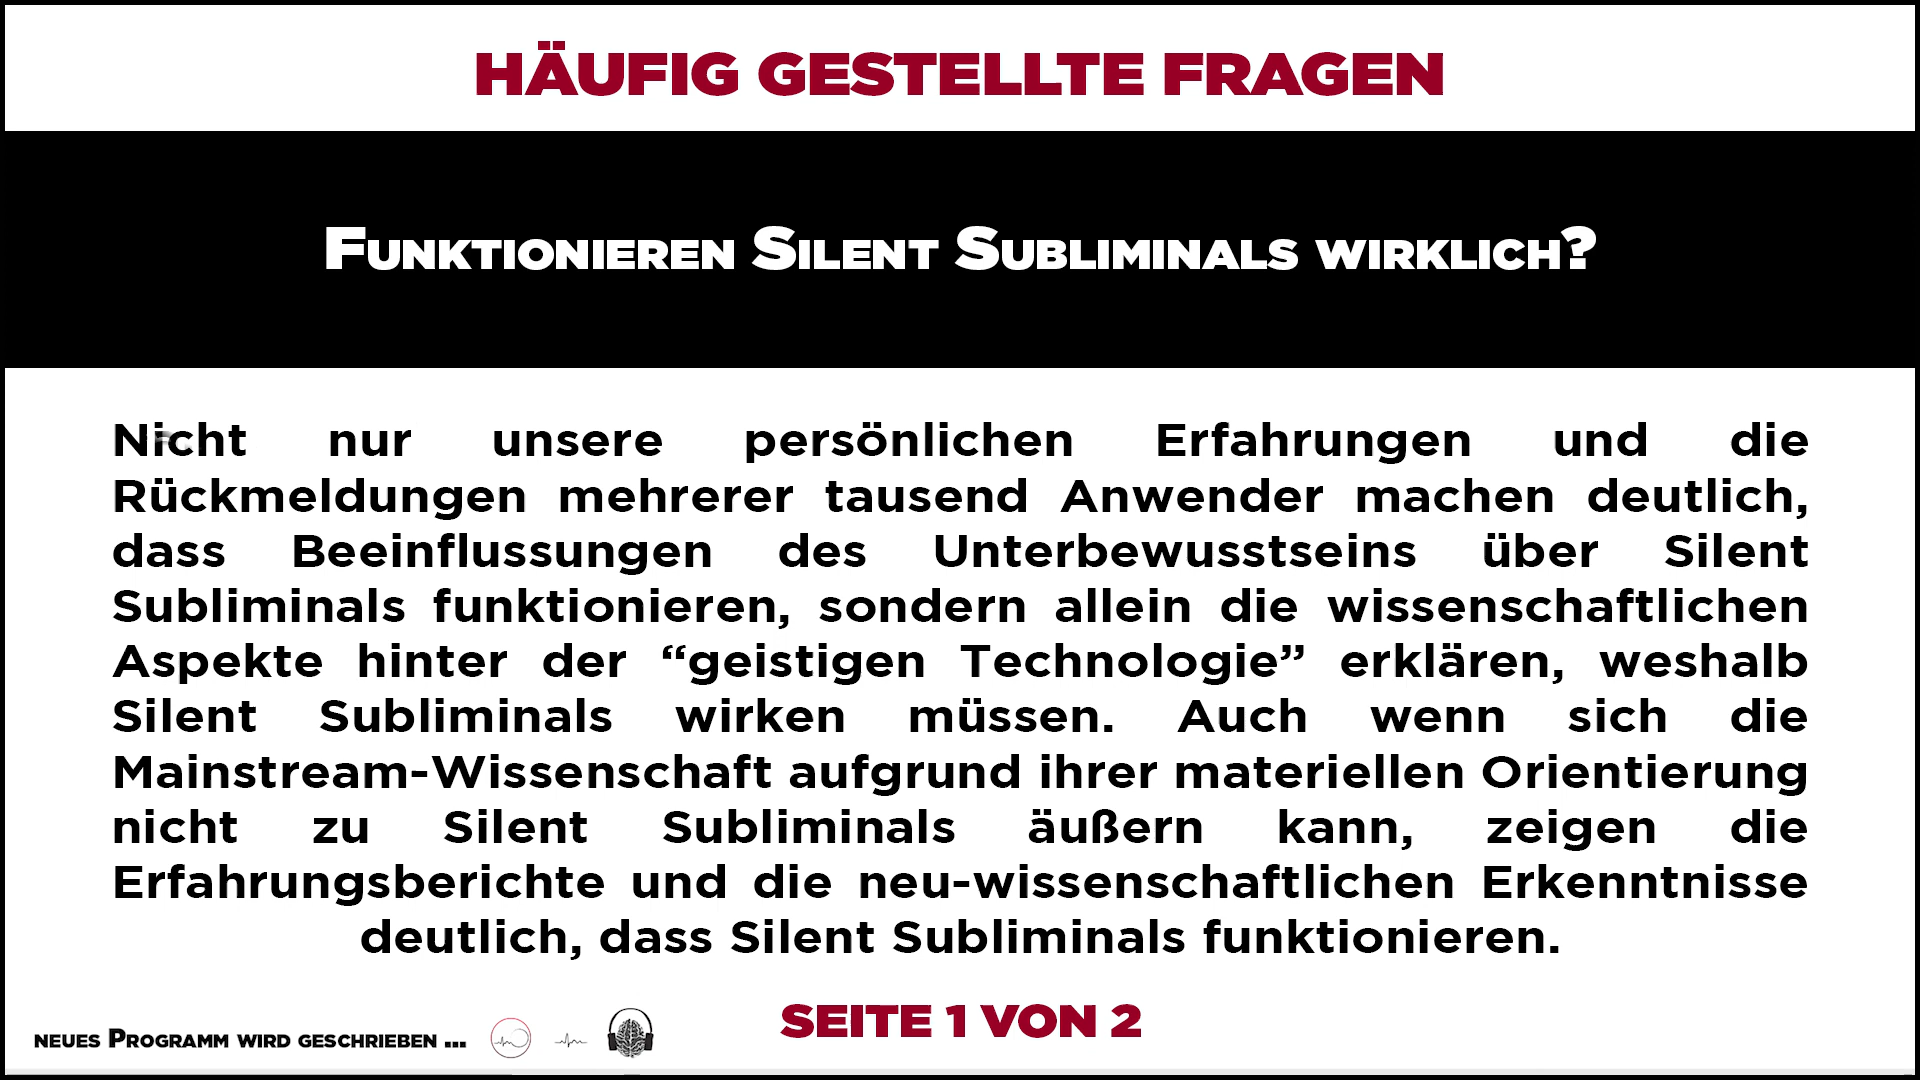 HÄUFIG GESTELLTE FRAGEN
Funktionieren Silent Subliminals wirklich?
Nicht nur unsere persönlichen Erfahrungen und die
Rückmeldungen mehrerer tausend Anwender machen deutlich,
dass Beeinflussungen des Unterbewusstseins über Silent
Subliminals funktionieren, sondern allein die wissenschaftlichen
Aspekte hinter der “geistigen Technologie” erklären, weshalb
Silent Subliminals wirken müssen. Auch wenn sich die
Mainstream-Wissenschaft aufgrund ihrer materiellen Orientierung
nicht zu Silent Subliminals äußern kann, zeigen die
Erfahrungsberichte und die neu-wissenschaftlichen Erkenntnisse
deutlich, dass Silent Subliminals funktionieren.
SEITE 1 VON 2
neues Programm wird geschrieben ...